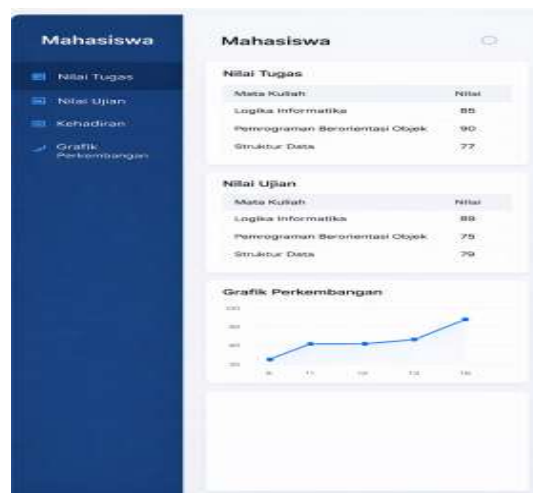 Mahasiswa
Nilai Tugas
Nilai Ujian
Kehadiran
Grafik
Perkembangan
Mahasiswa
Nilai Tugas
Mata Kuliah Nilai
Logika Informatika 85
Pemrograman Berorientasi Objek 90
Struktur Data 77
Nilai Ujian
Mata Kuliah Nilai
Logika Informatika
Pemrograman Berorientasi Objek 75
Struktur Data 79
Grafik Perkembangan